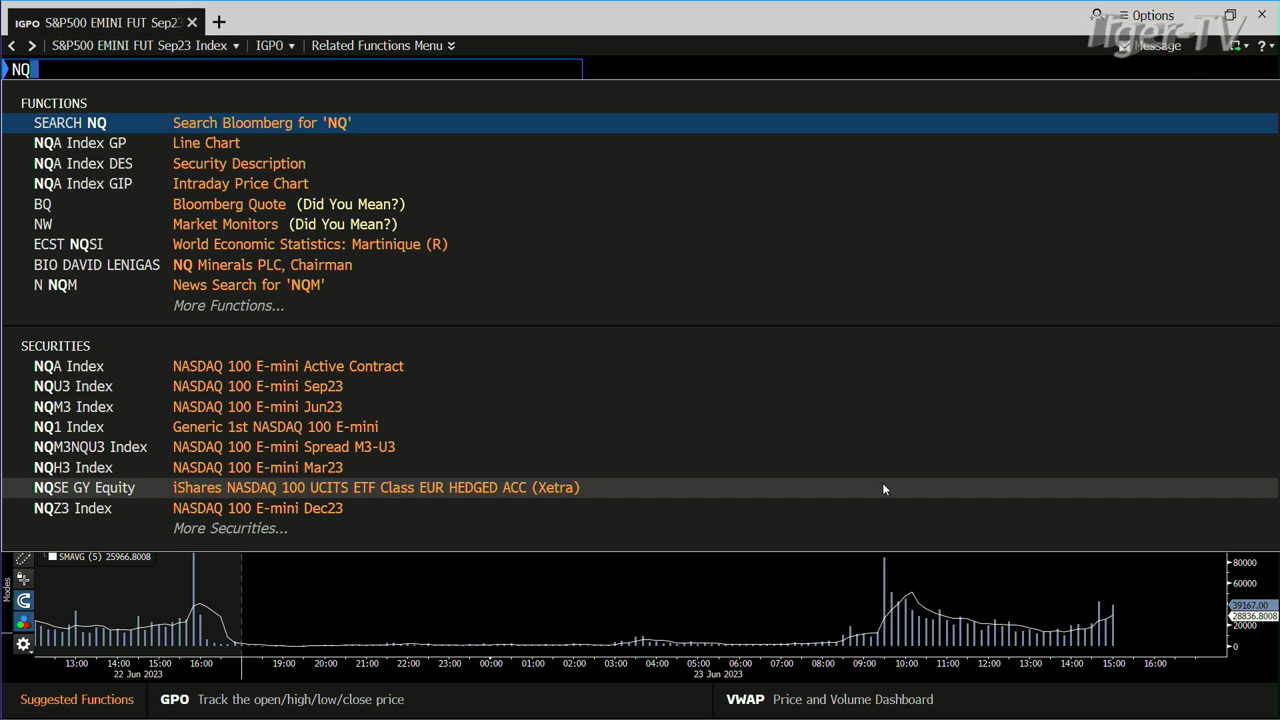 IGPO S&P500 EMINI FUT Sep23 × +
Options
Tiger-TV
S&P500 EMINI FUT Sep23 Index IGPO Related Functions Menu Message ?
NQ
FUNCTIONS
SEARCH NQ Search Bloomberg for 'NQ'
NQA Index GP Line Chart
NQA Index DES Security Description
NQA Index GIP Intraday Price Chart
BQ Bloomberg Quote (Did You Mean?)
NW Market Monitors (Did You Mean?)
ECST NQSI World Economic Statistics: Martinique (R)
BIO DAVID LENIGAS NQ Minerals PLC, Chairman
N NQM News Search for 'NQM'
More Functions...
SECURITIES
NQA Index NASDAQ 100 E-mini Active Contract
NQU3 Index NASDAQ 100 E-mini Sep23
NQM3 Index NASDAQ 100 E-mini Jun23
NQ1 Index Generic 1st NASDAQ 100 E-mini
NQM3NQU3 Index NASDAQ 100 E-mini Spread M3-U3
NQH3 Index NASDAQ 100 E-mini Mar23
NQSE GY Equity iShares NASDAQ 100 UCITS ETF Class EUR HEDGED ACC (Xetra)
NQZ3 Index NASDAQ 100 E-mini Dec23
More Securities...
Modes
SMAVG (5) 25966.8008
80000
60000
39167.00
28836.8008
20000
0
13:00 14:00 15:00 16:00 19:00 20:00 21:00 22:00 23:00 00:00 01:00 02:00 03:00 04:00 05:00 06:00 07:00 08:00 09:00 10:00 11:00 12:00 13:00 14:00 15:00 16:00
22 Jun 2023 23 Jun 2023
Suggested Functions GPO Track the open/high/low/close price VWAP Price and Volume Dashboard